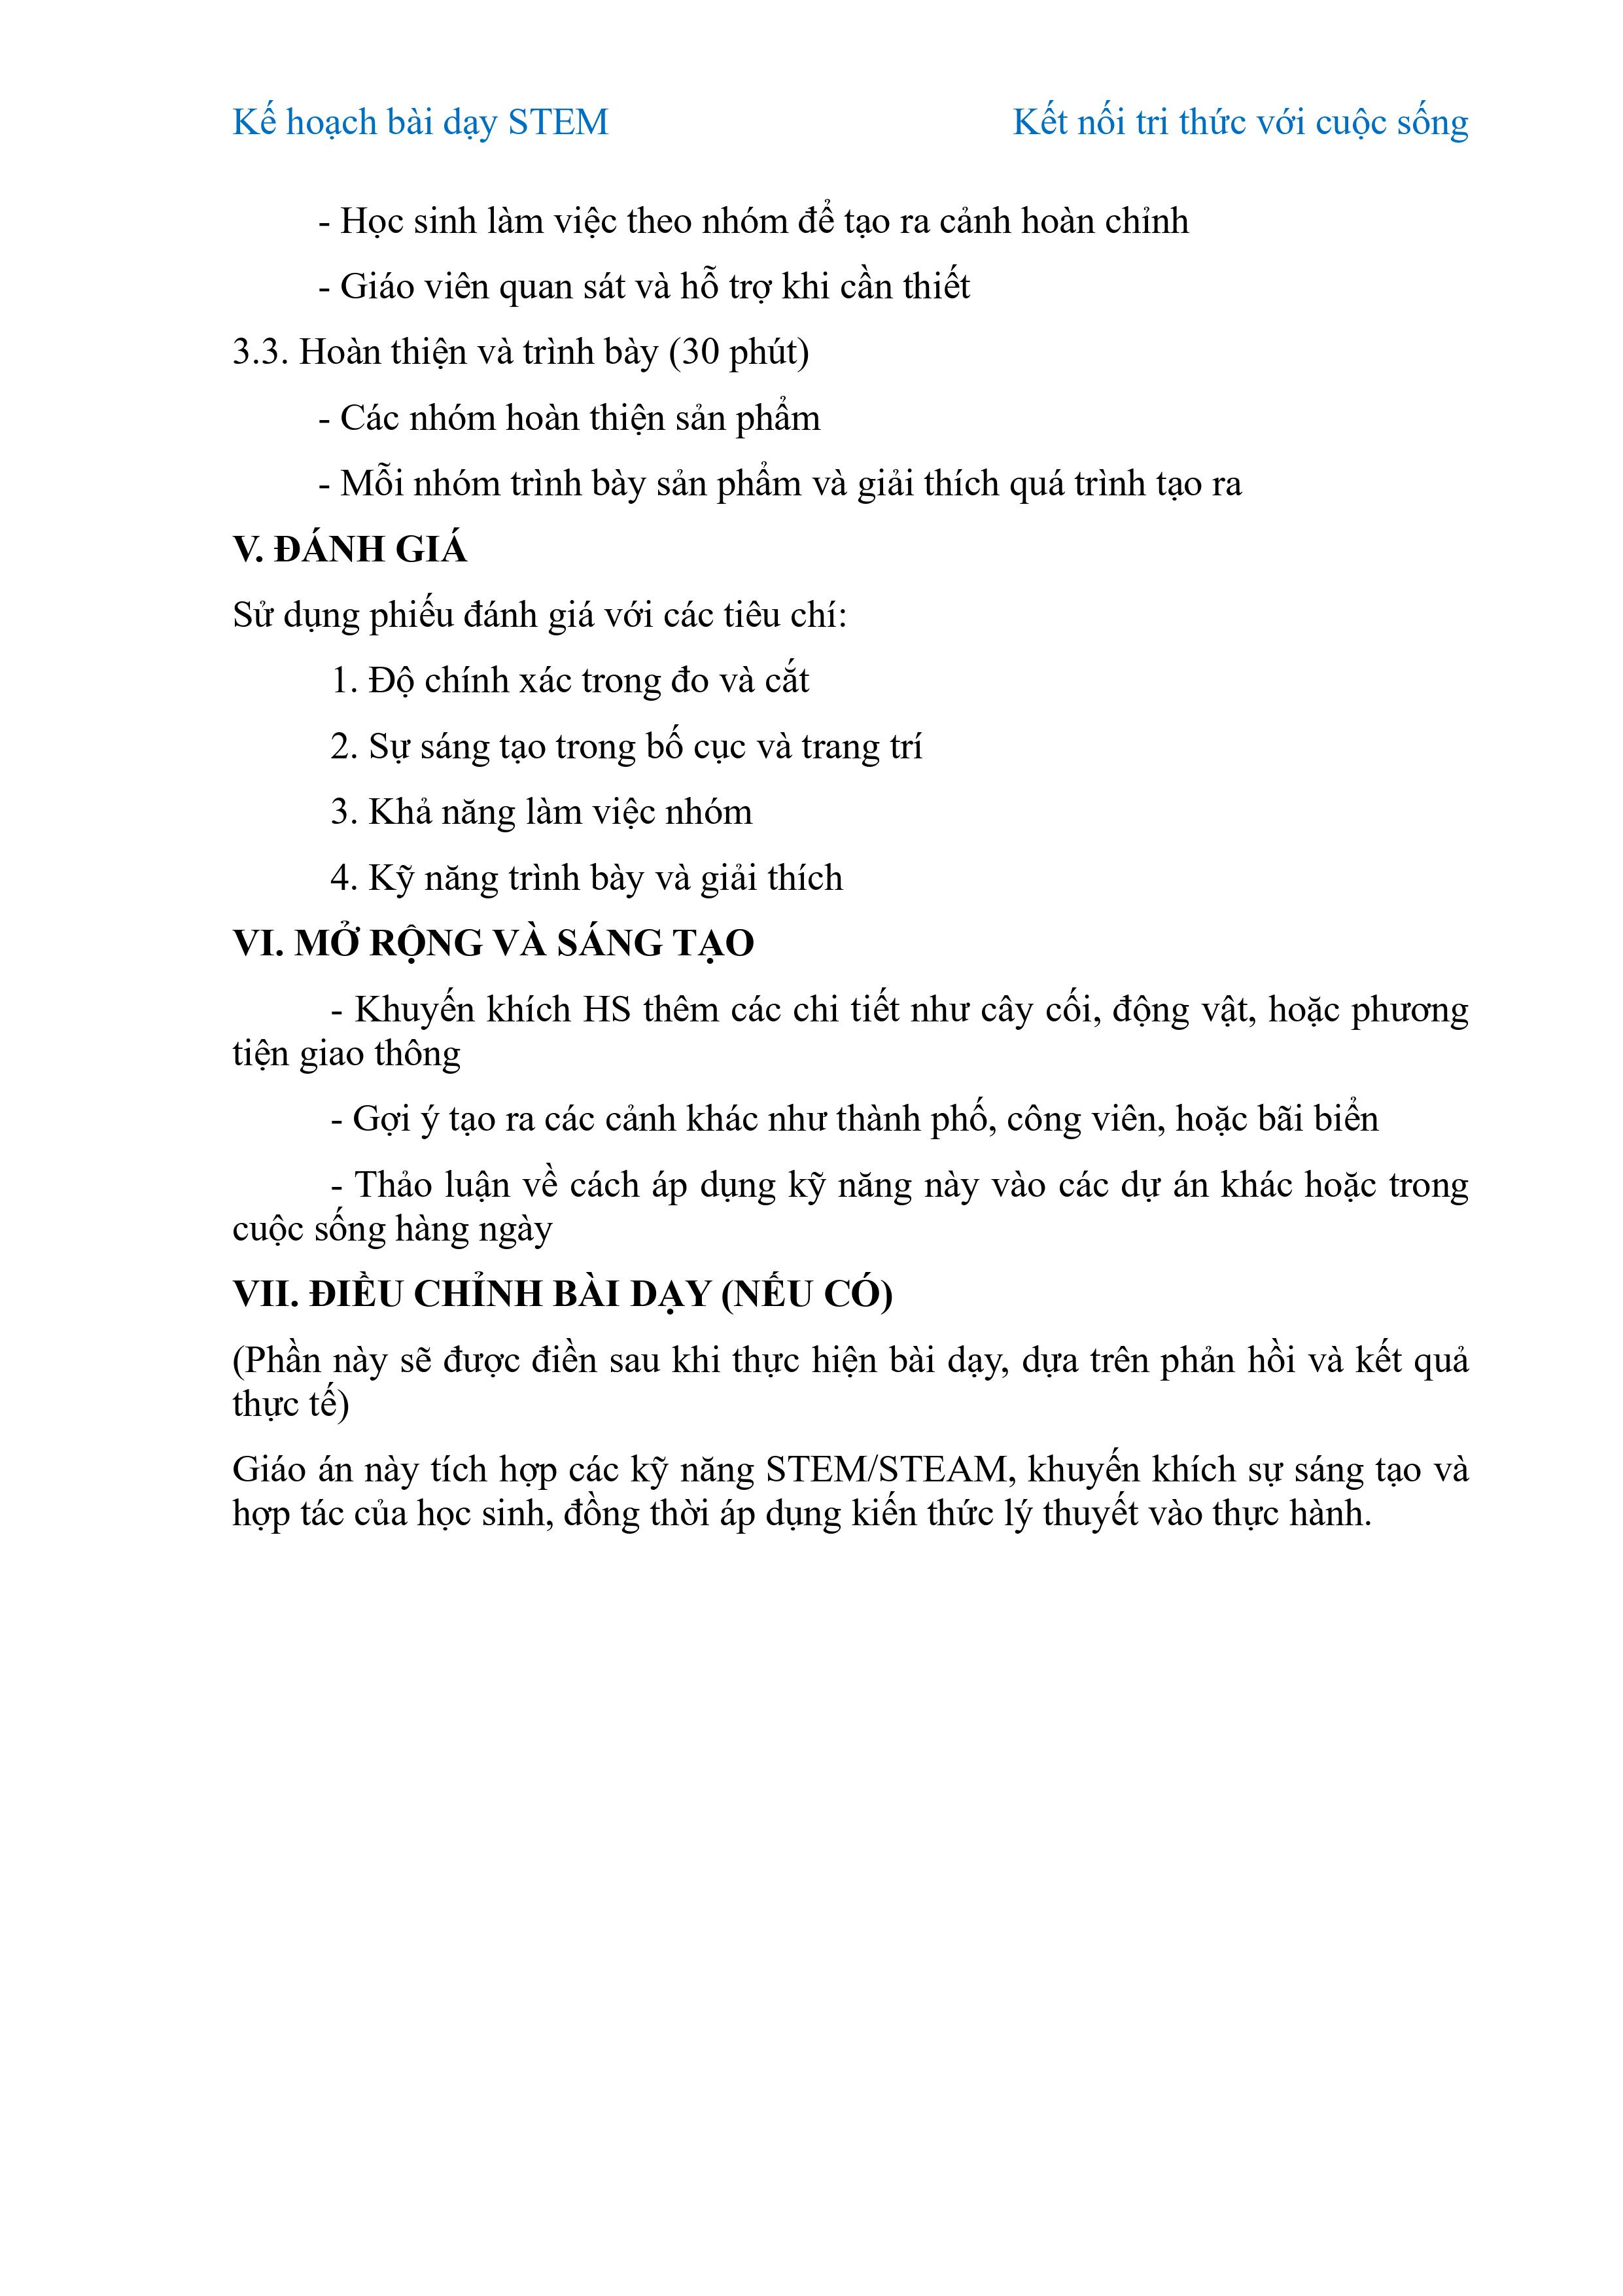 Kế hoạch bài dạy STEM Kết nối tri thức với cuộc sống
- Học sinh làm việc theo nhóm để tạo ra cảnh hoàn chỉnh
- Giáo viên quan sát và hỗ trợ khi cần thiết
3.3. Hoàn thiện và trình bày (30 phút)
- Các nhóm hoàn thiện sản phẩm
- Mỗi nhóm trình bày sản phẩm và giải thích quá trình tạo ra
V. ĐÁNH GIÁ
Sử dụng phiếu đánh giá với các tiêu chí:
1. Độ chính xác trong đo và cắt
2. Sự sáng tạo trong bố cục và trang trí
3. Khả năng làm việc nhóm
4. Kỹ năng trình bày và giải thích
VI. MỞ RỘNG VÀ SÁNG TẠO
- Khuyến khích HS thêm các chi tiết như cây cối, động vật, hoặc phương
tiện giao thông
- Gợi ý tạo ra các cảnh khác như thành phố, công viên, hoặc bãi biển
- Thảo luận về cách áp dụng kỹ năng này vào các dự án khác hoặc trong
cuộc sống hàng ngày
VII. ĐIỀU CHỈNH BÀI DẠY (NẾU CÓ)
(Phần này sẽ được điền sau khi thực hiện bài dạy, dựa trên phản hồi và kết quả
thực tế)
Giáo án này tích hợp các kỹ năng STEM/STEAM, khuyến khích sự sáng tạo và
hợp tác của học sinh, đồng thời áp dụng kiến thức lý thuyết vào thực hành.